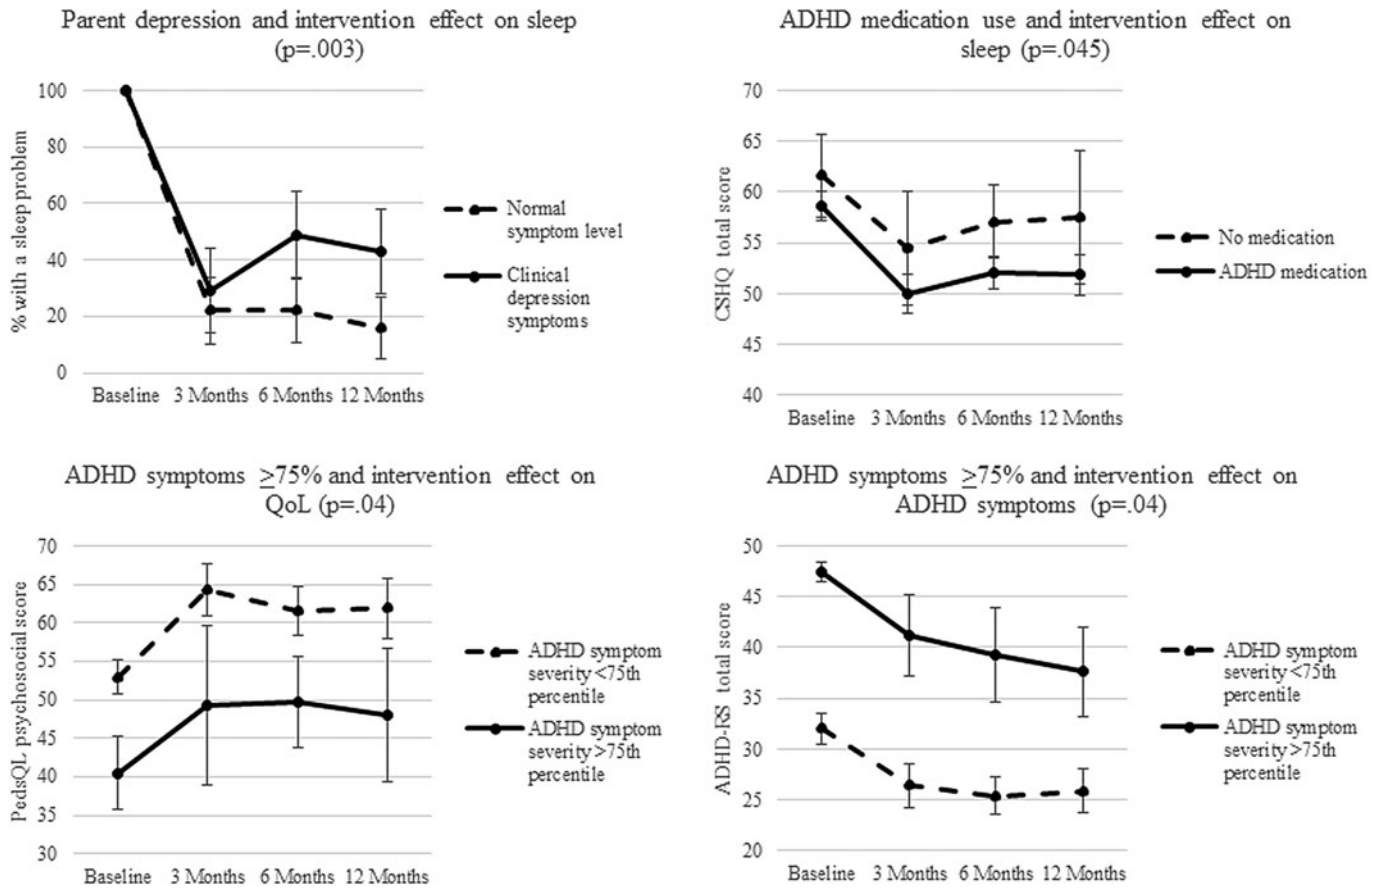 Parent depression and intervention effect on sleep
(p=.003)
% with a sleep problem
100
80
60
40
20
0
Baseline 3 Months 6 Months 12 Months
Normal
symptom level
Clinical
depression
symptoms
ADHD medication use and intervention effect on
sleep (p=.045)
CSHQ total score
70
65
60
55
50
45
40
Baseline 3 Months 6 Months 12 Months
No medication
ADHD medication
ADHD symptoms ≥75% and intervention effect on
QoL (p=.04)
PedsQL psychosocial score
70
65
60
55
50
45
40
35
30
Baseline 3 Months 6 Months 12 Months
ADHD symptom
severity <75th
percentile
ADHD symptom
severity >75th
percentile
ADHD symptoms ≥75% and intervention effect on
ADHD symptoms (p=.04)
ADHD-RS total score
50
45
40
35
30
25
20
Baseline 3 Months 6 Months 12 Months
ADHD symptom
severity <75th
percentile
ADHD symptom
severity >75th
percentile